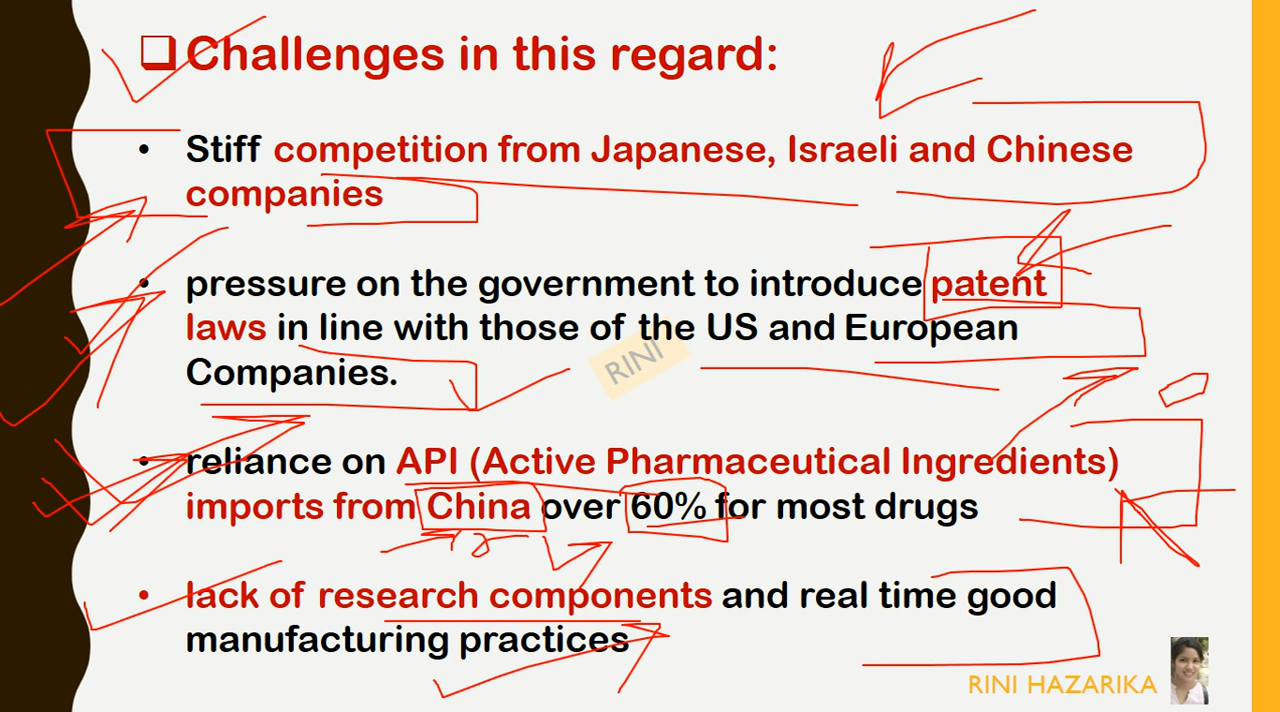 Challenges in this regard:
• Stiff competition from Japanese, Israeli and Chinese
companies
• pressure on the government to introduce patent
laws in line with those of the US and European
Companies.
RINI
• reliance on API (Active Pharmaceutical Ingredients)
imports from China over 60% for most drugs
• lack of research components and real time good
manufacturing practices
RINI HAZARIKA